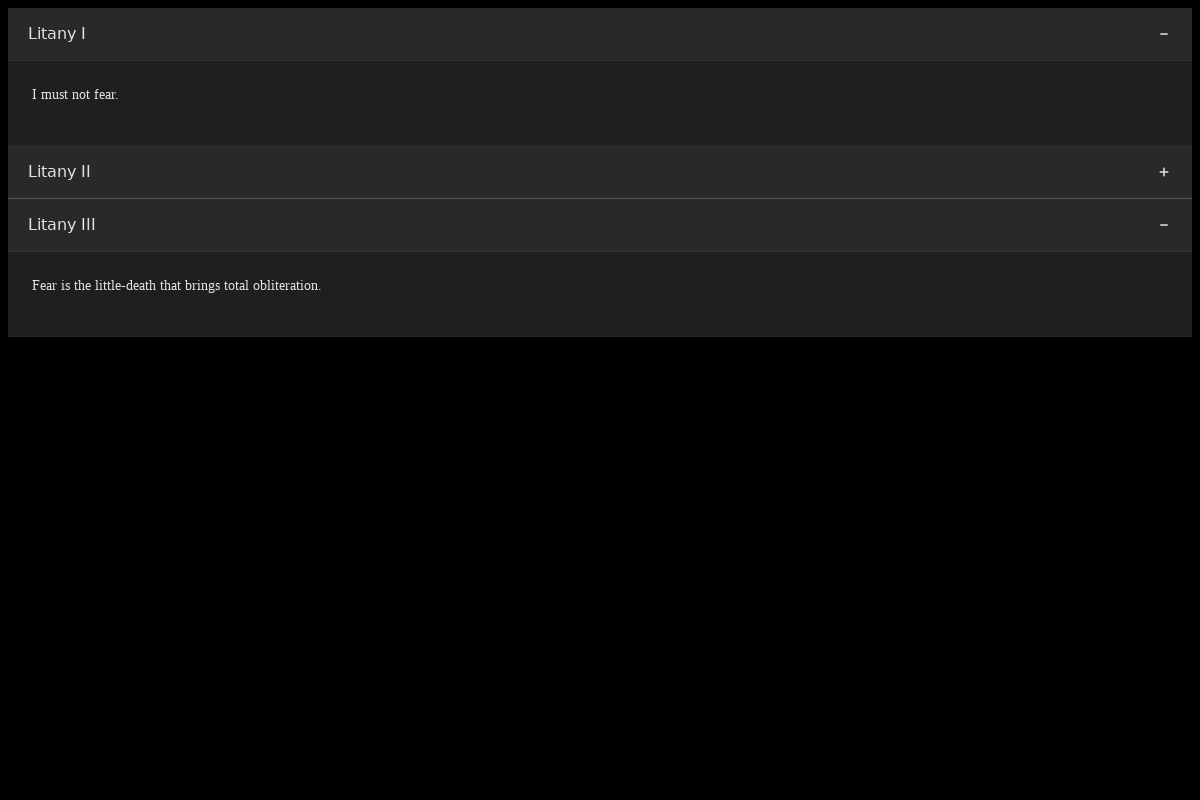 Litany I
I must not fear.
Litany II
Litany III
Fear is the little-death that brings total obliteration.